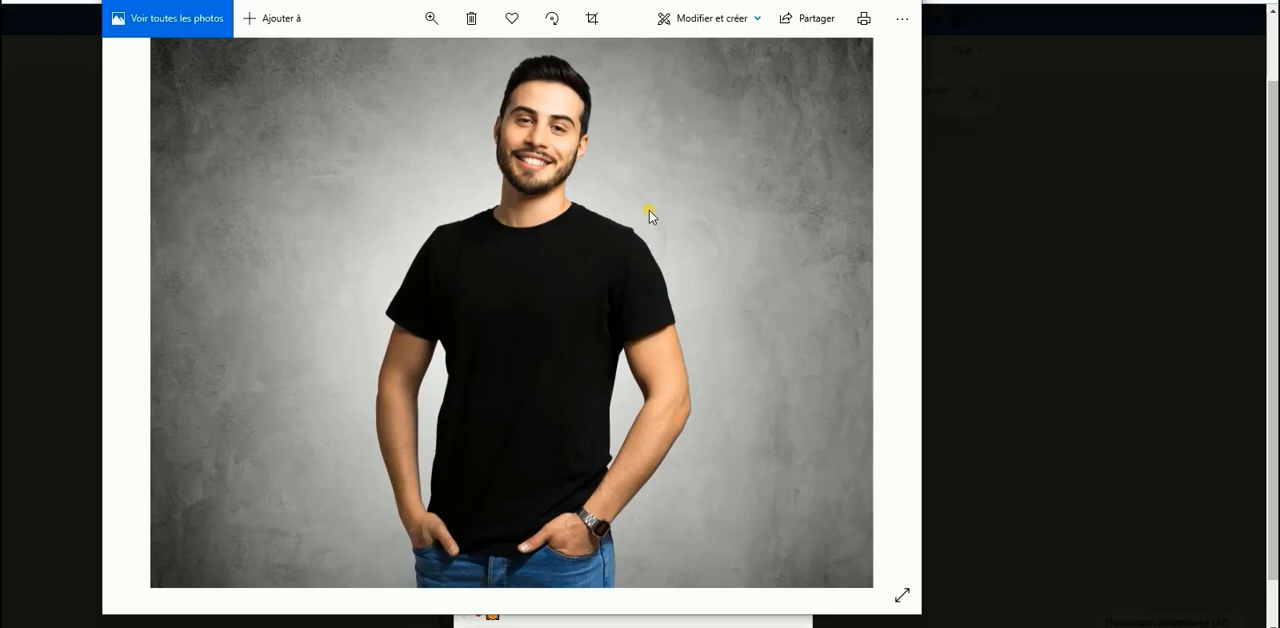 Voir toutes les photos
Ajouter à
Modifier et créer
Partager